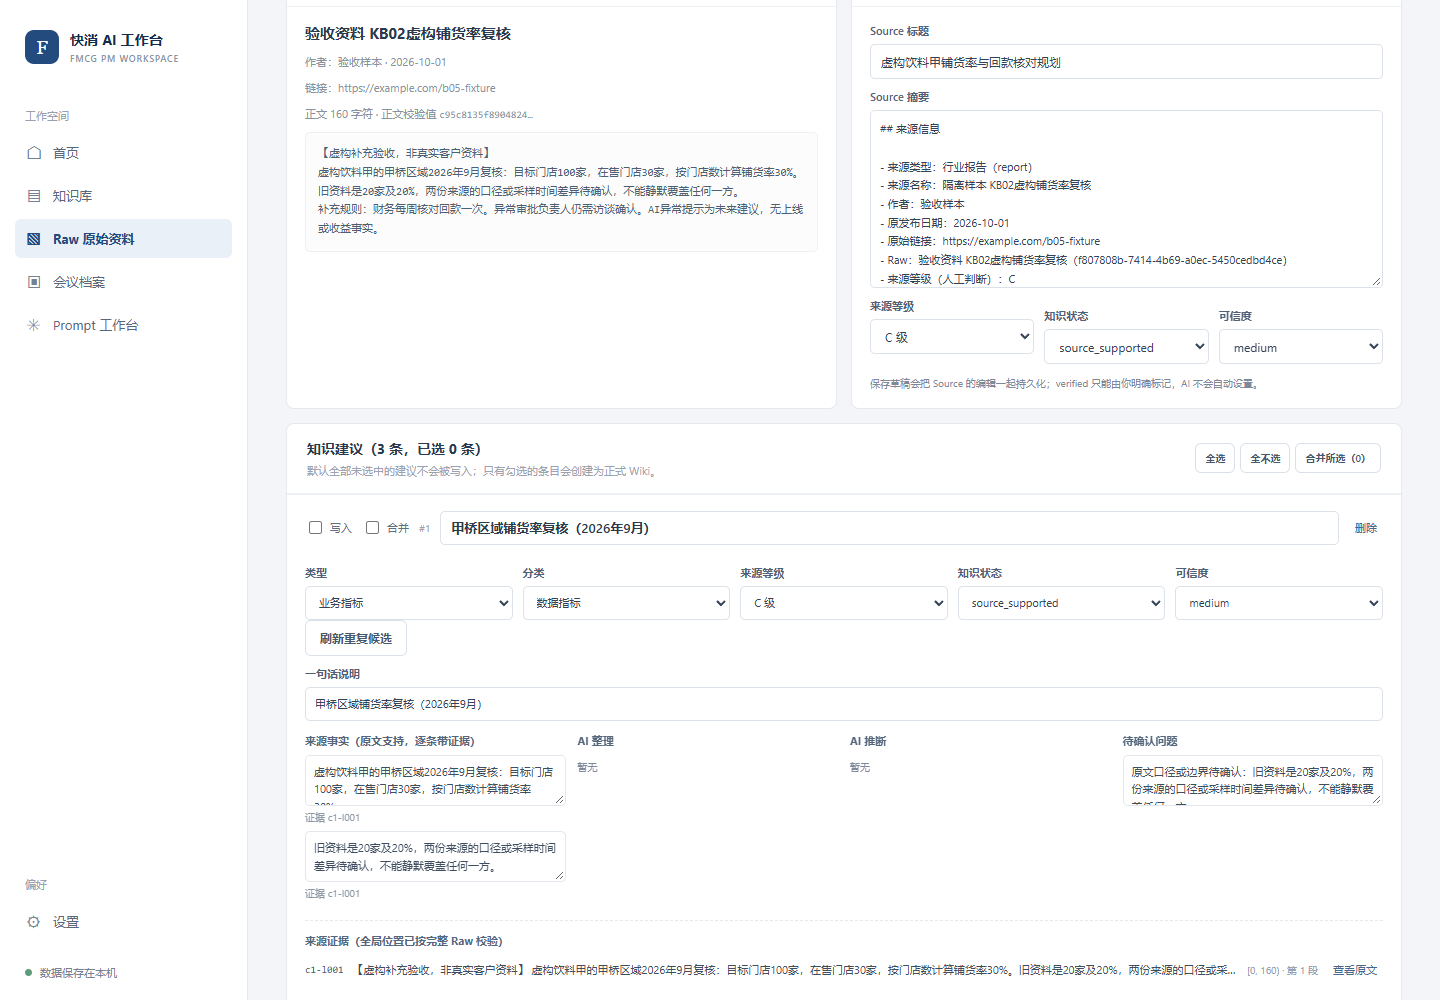 F
快消 AI 工作台
FMCG PM WORKSPACE
工作空间
首页
知识库
Raw 原始资料
会议档案
Prompt 工作台
偏好
设置
数据保存在本机
验收资料 KB02虚构铺货率复核
作者：验收样本 · 2026-10-01
链接：https://example.com/b05-fixture
正文 160 字符 · 正文校验值 c95c8135f8904824…
【虚构补充验收，非真实客户资料】
虚构饮料甲的甲桥区域2026年9月复核：目标门店100家，在售门店30家，按门店数计算铺货率30%。
旧资料是20家及20%，两份来源的口径或采样时间差异待确认，不能静默覆盖任何一方。
补充规则：财务每周核对回款一次。异常审批负责人仍需访谈确认。AI异常提示为未来建议，无上线
或收益事实。
Source 标题
虚构饮料甲铺货率与回款核对规划
Source 摘要
## 来源信息
- 来源类型：行业报告（report）
- 来源名称：隔离样本 KB02虚构铺货率复核
- 作者：验收样本
- 原发布日期：2026-10-01
- 原始链接：https://example.com/b05-fixture
- Raw：验收资料 KB02虚构铺货率复核（f807808b-7414-4b69-a0ec-5450cedbd4ce）
- 来源等级（人工判断）：C
来源等级
知识状态
可信度
C 级
source_supported
medium
保存草稿会把 Source 的编辑一起持久化；verified 只能由你明确标记，AI 不会自动设置。
知识建议（3 条，已选 0 条）
默认全部未选中的建议不会被写入；只有勾选的条目会创建为正式 Wiki。
全选
全不选
合并所选（0）
写入
合并
#1
甲桥区域铺货率复核（2026年9月）
删除
类型
分类
来源等级
知识状态
可信度
业务指标
数据指标
C 级
source_supported
medium
刷新重复候选
一句话说明
甲桥区域铺货率复核（2026年9月）
来源事实（原文支持，逐条带证据）
AI 整理
AI 推断
待确认问题
虚构饮料甲的甲桥区域2026年9月复核：目标门店
100家，在售门店30家，按门店数计算铺货率
30%。
证据 c1-l001
旧资料是20家及20%，两份来源的口径或采样时间
差异待确认，不能静默覆盖任何一方。
证据 c1-l001
暂无
暂无
原文口径或边界待确认：旧资料是20家及20%，两
份来源的口径或采样时间差异待确认，不能静默覆
盖任何一方。
来源证据（全局位置已按完整 Raw 校验）
c1-l001 【虚构补充验收，非真实客户资料】 虚构饮料甲的甲桥区域2026年9月复核：目标门店100家，在售门店30家，按门店数计算铺货率30%。旧资料是20家及20%，两份来源的口径或采… [0, 160) · 第 1 段 查看原文